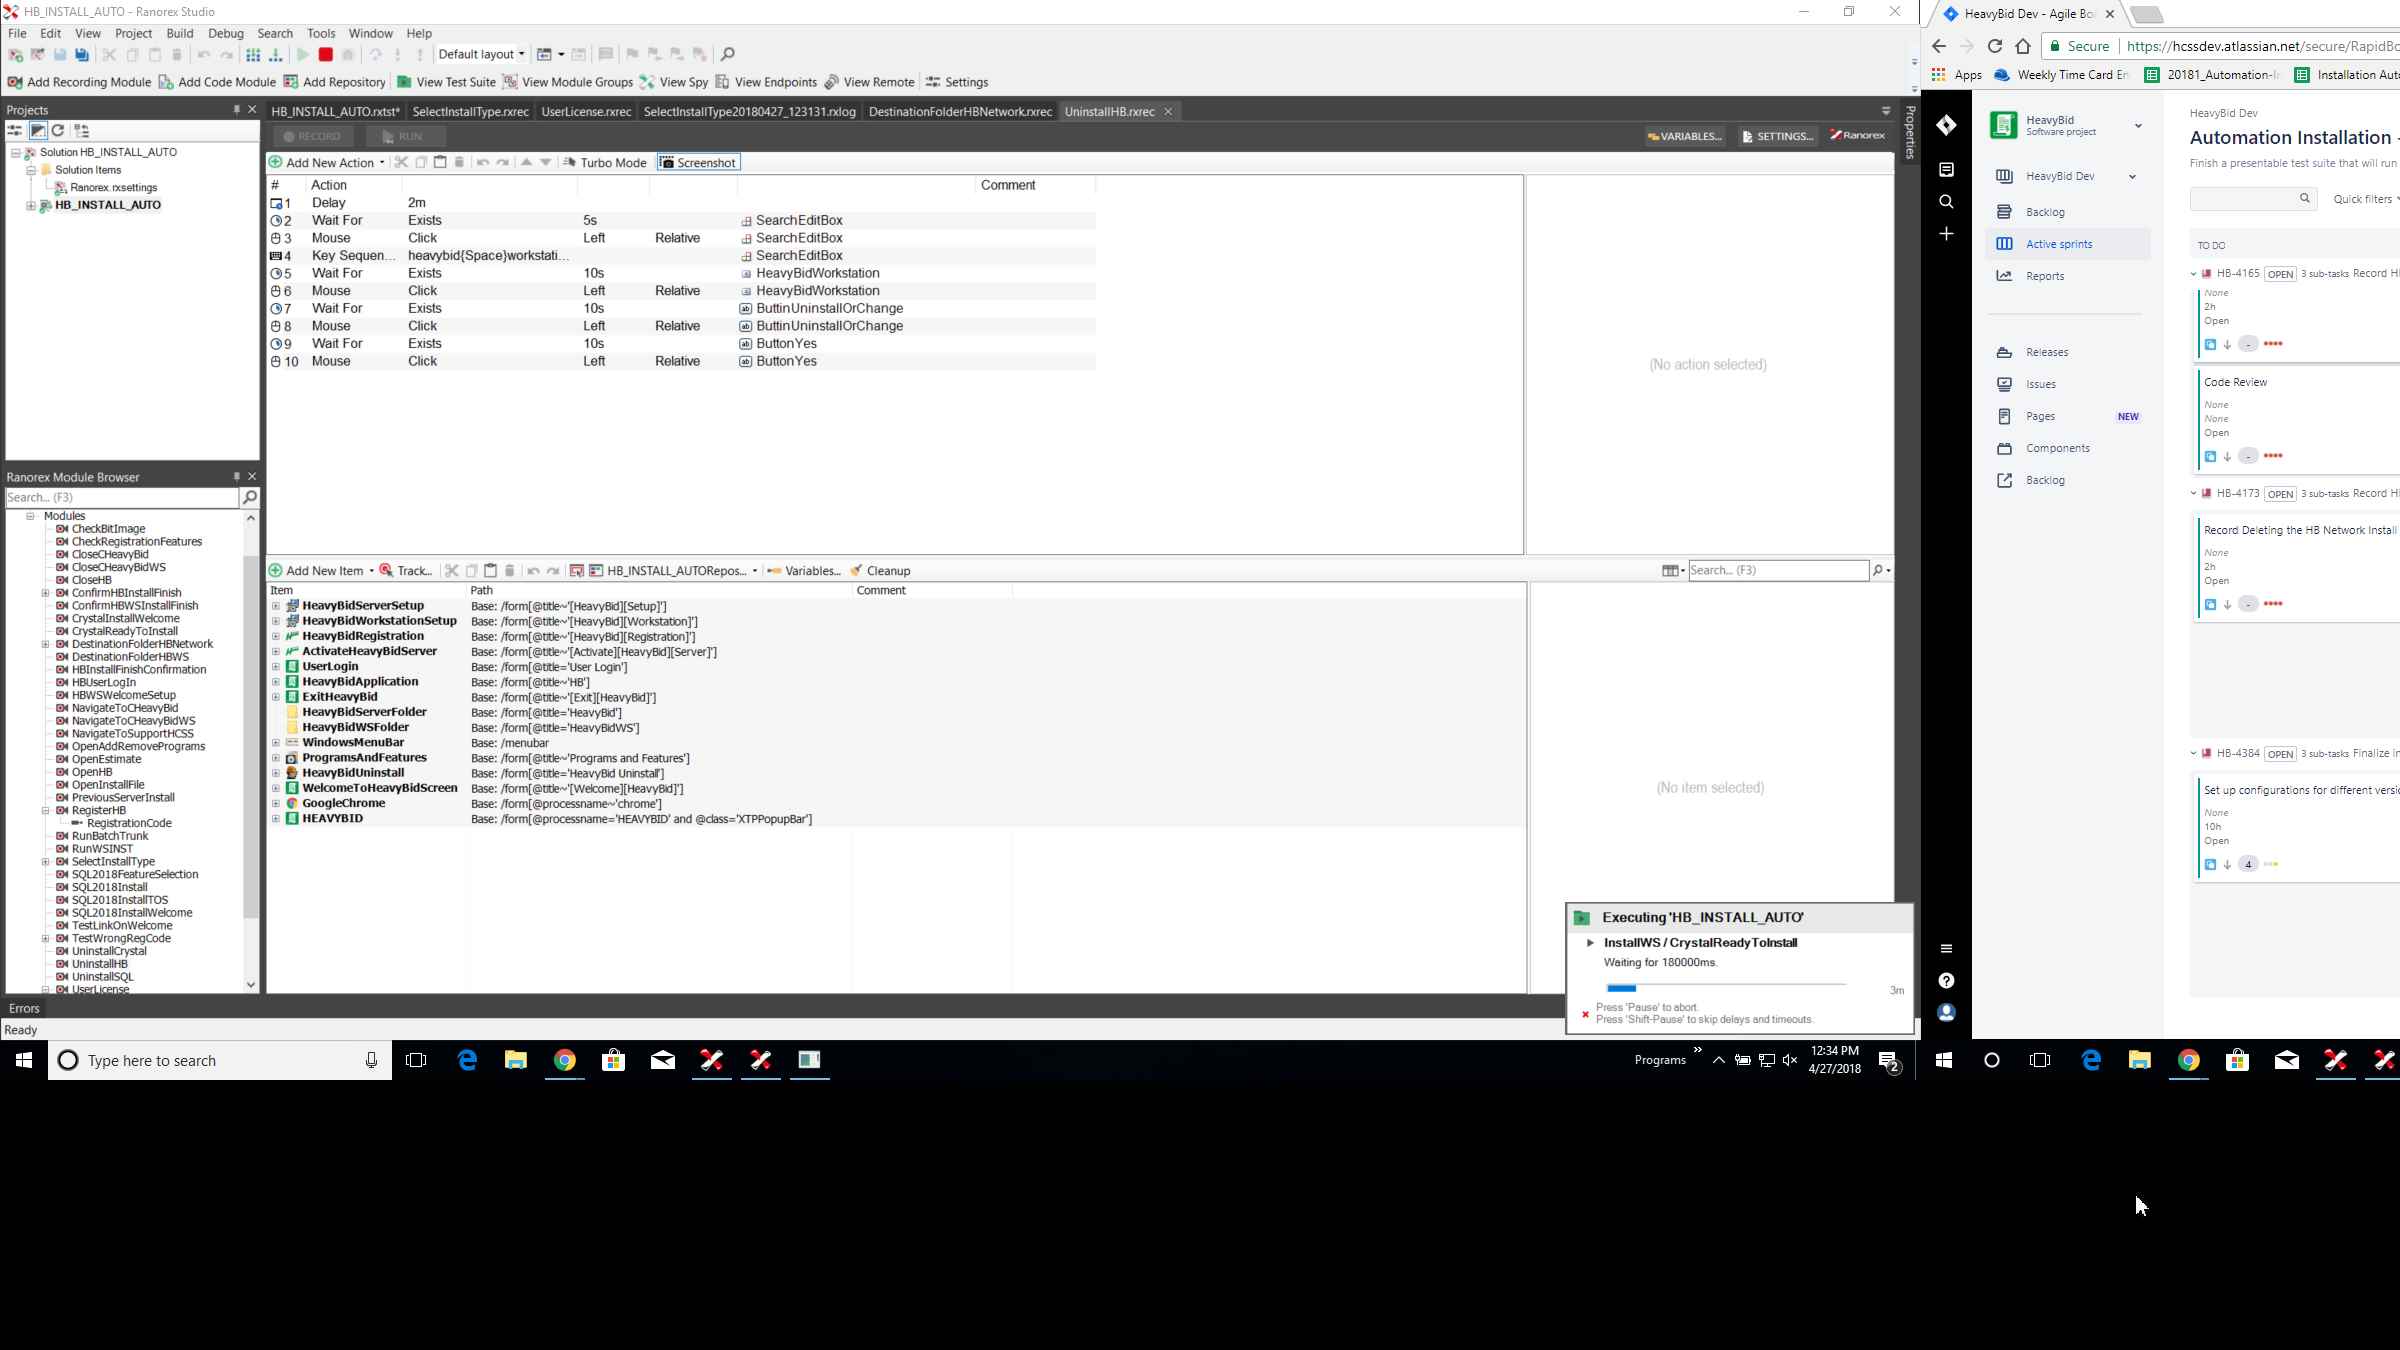 HB_INSTALL_AUTO - Ranorex Studio
File Edit View Project Build Debug Search Tools Window Help
Default layout
Add Recording Module Add Code Module Add Repository View Test Suite View Module Groups View Spy View Endpoints View Remote Settings
Projects
Solution HB_INSTALL_AUTO
Solution Items
Ranorex.rxsettings
HB_INSTALL_AUTO
Ranorex Module Browser
Search... (F3)
Modules
CheckBitImage
CheckRegistrationFeatures
CloseCHeavyBid
CloseCHeavyBidWS
CloseHB
ConfirmHBInstallFinish
ConfirmHBWSInstallFinish
CrystalInstallWelcome
CrystalReadyToInstall
DestinationFolderHBNetwork
DestinationFolderHBWS
HBInstallFinishConfirmation
HBUserLogIn
HBWSWelcomeSetup
NavigateToCHeavyBid
NavigateToCHeavyBidWS
NavigateToSupportHCSS
OpenAddRemovePrograms
OpenEstimate
OpenHB
OpenInstallFile
PreviousServerInstall
RegisterHB
RegistrationCode
RunBatchTrunk
RunWSINST
SelectInstallType
SQL2018FeatureSelection
SQL2018Install
SQL2018InstallTOS
SQL2018InstallWelcome
TestLinkOnWelcome
TestWrongRegCode
UninstallCrystal
UninstallHB
UninstallSQL
UserLicense
Errors
Ready
HB_INSTALL_AUTO.rxtst* SelectInstallType.rxrec UserLicense.rxrec SelectInstallType20180427_123131.rxlog DestinationFolderHBNetwork.rxrec UninstallHB.rxrec
RECORD RUN VARIABLES... SETTINGS... Ranorex
Properties
Add New Action Turbo Mode Screenshot
# Action Comment
1 Delay 2m
2 Wait For Exists 5s SearchEditBox
3 Mouse Click Left Relative SearchEditBox
4 Key Sequen... heavybid{Space}workstati... SearchEditBox
5 Wait For Exists 10s HeavyBidWorkstation
6 Mouse Click Left Relative HeavyBidWorkstation
7 Wait For Exists 10s ButtinUninstallOrChange
8 Mouse Click Left Relative ButtinUninstallOrChange
9 Wait For Exists 10s ButtonYes
10 Mouse Click Left Relative ButtonYes
(No action selected)
Add New Item Track... HB_INSTALL_AUTORepos... Variables... Cleanup Search... (F3)
Item Path Comment
HeavyBidServerSetup Base: /form[@title~'[HeavyBid][Setup]']
HeavyBidWorkstationSetup Base: /form[@title~'[HeavyBid][Workstation]']
HeavyBidRegistration Base: /form[@title~'[HeavyBid][Registration]']
ActivateHeavyBidServer Base: /form[@title~'[Activate][HeavyBid][Server]']
UserLogin Base: /form[@title='User Login']
HeavyBidApplication Base: /form[@title~'HB']
ExitHeavyBid Base: /form[@title~'[Exit][HeavyBid]']
HeavyBidServerFolder Base: /form[@title='HeavyBid']
HeavyBidWSFolder Base: /form[@title='HeavyBidWS']
WindowsMenuBar Base: /menubar
ProgramsAndFeatures Base: /form[@title~'Programs and Features']
HeavyBidUninstall Base: /form[@title='HeavyBid Uninstall']
WelcomeToHeavyBidScreen Base: /form[@title~'[Welcome][HeavyBid]']
GoogleChrome Base: /form[@processname~'chrome']
HEAVYBID Base: /form[@processname='HEAVYBID' and @class='XTPPopupBar']
(No item selected)
Executing 'HB_INSTALL_AUTO'
InstallWS / CrystalReadyToInstall
Waiting for 180000ms.
3m
Press 'Pause' to abort.
Press 'Shift-Pause' to skip delays and timeouts.
Type here to search
Programs
12:34 PM
4/27/2018
2
HeavyBid Dev - Agile Bo
Secure https://hcssdev.atlassian.net/secure/RapidBo
Apps Weekly Time Card En 20181_Automation-I Installation Aut
HeavyBid
Software project
HeavyBid Dev
Backlog
Active sprints
Reports
Releases
Issues
Pages NEW
Components
Backlog
HeavyBid Dev
Automation Installation -
Finish a presentable test suite that will run
Quick filters
TO DO
HB-4165 OPEN 3 sub-tasks Record H
None
2h
Open
-
Code Review
None
None
Open
-
HB-4173 OPEN 3 sub-tasks Record H
Record Deleting the HB Network Install
None
2h
Open
-
HB-4384 OPEN 3 sub-tasks Finalize in
Set up configurations for different versi
None
10h
Open
4